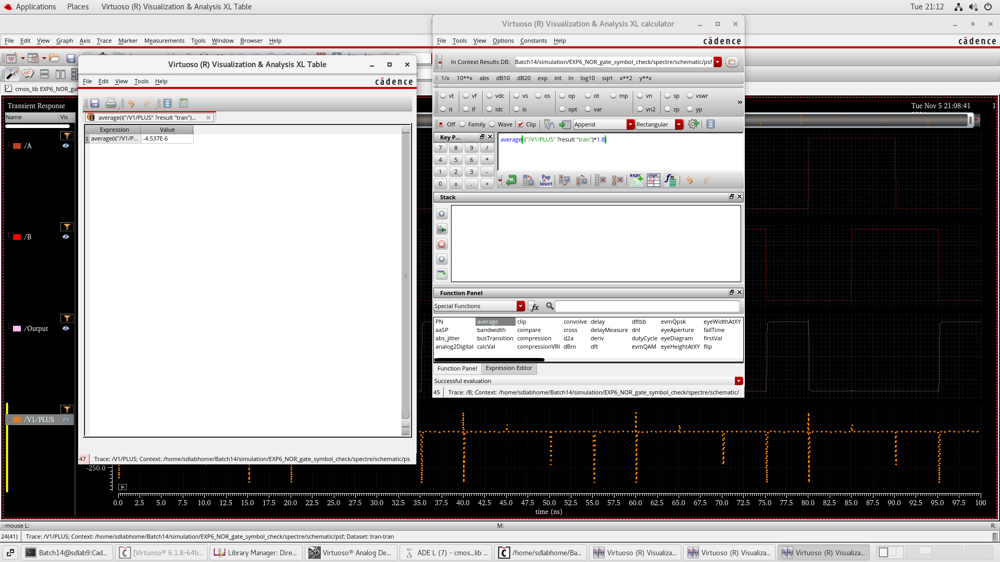 Applications Places Virtuoso (R) Visualization & Analysis XL Table Tue 21:12
Virtuoso (R) Visualization & Analysis XL calculator
File Edit View Graph Axis Trace Marker Measurements Tools Window Browser Help
File Tools View Options Constants Help cādence
cādence
Virtuoso (R) Visualization & Analysis XL Table
File Edit View Tools Help cādence
In Context Results DB: Batch14/simulation/EXP6_NOR_gate_symbol_check/spectre/schematic/psf
1/x 10**x abs dB10 dB20 exp int ln log10 sqrt x**2 y**x
vt vf vdc vs os op ot mp vn sp vswr »
it if idc is opt var vn2 zp yp
Off Family Wave Clip Append Rectangular
cmos_lib EXP6_NOR_ga
Transient Response
Name Vis
/A
/B
/Output
/V1/PLUS
average(i("/V1/PLUS" ?result "tran")...
Expression Value
1 average(i("/V1/P... -4.537E-6
47 Trace: /V1/PLUS; Context: /home/sdlabhome/Batch14/simulation/EXP6_NOR_gate_symbol_check/spectre/schematic/ps
Key P...
7 8 9 /
4 5 6 *
1 2 3 -
0 ± . +
average(i("/V1/PLUS" ?result "tran")*1.8)
Pop insert
expr
expr
fn
Stack
expr
Function Panel
Special Functions fx
PN average clip convolve delay dftbb evmQpsk eyeWidthAtXY
aaSP bandwidth compare cross delayMeasure dnl eyeAperture fallTime
abs_jitter busTransition compression d2a deriv dutyCycle eyeDiagram firstVal
analog2Digital calcVal compressionVRI dBm dft evmQAM eyeHeightAtXY flip
Function Panel Expression Editor
Successful evaluation
45 Trace: /B; Context: /home/sdlabhome/Batch14/simulation/EXP6_NOR_gate_symbol_check/spectre/schematic/
Tue Nov 5 21:08:41 1
-250.0
0.0 2.5 5.0 7.5 10.0 12.5 15.0 17.5 20.0 22.5 25.0 27.5 30.0 32.5 35.0 37.5 40.0 42.5 45.0 47.5 50.0 52.5 55.0 57.5 60.0 62.5 65.0 67.5 70.0 72.5 75.0 77.5 80.0 82.5 85.0 87.5 90.0 92.5 95.0 97.5 100
time (ns)
mouse L: M: R:
24(41) Trace: /V1/PLUS; Context: /home/sdlabhome/Batch14/simulation/EXP6_NOR_gate_symbol_check/spectre/schematic/psf; Dataset: tran-tran
Batch14@sdlab9:Cad... [Virtuoso® 6.1.8-64b... Library Manager: Dire... Virtuoso® Analog De... ADE L (7) - cmos_lib ... /home/sdlabhome/Ba... Virtuoso (R) Visualiza... Virtuoso (R) Visualiza... Virtuoso (R) Visualiza...